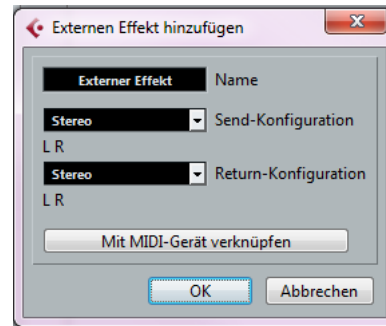 Externen Effekt hinzufügen
Externer Effekt Name
Stereo Send-Konfiguration
L R
Stereo Return-Konfiguration
L R
Mit MIDI-Gerät verknüpfen
OK Abbrechen